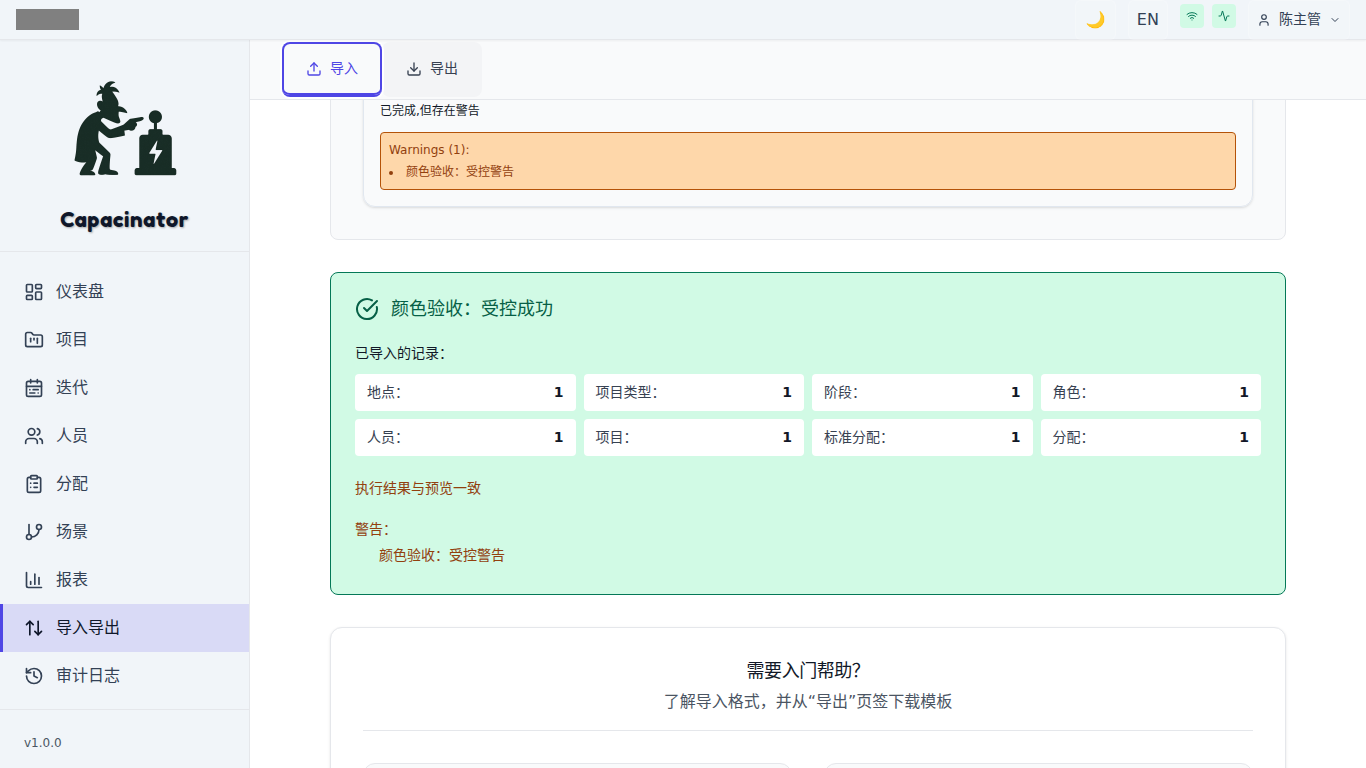 EN
陈主管
导入
导出
Capacinator
仪表盘
项目
迭代
人员
分配
场景
报表
导入导出
审计日志
v1.0.0
已完成,但存在警告
Warnings (1):
颜色验收：受控警告
颜色验收：受控成功
已导入的记录：
地点： 1
项目类型： 1
阶段： 1
角色： 1
人员： 1
项目： 1
标准分配： 1
分配： 1
执行结果与预览一致
警告：
颜色验收：受控警告
需要入门帮助？
了解导入格式，并从“导出”页签下载模板